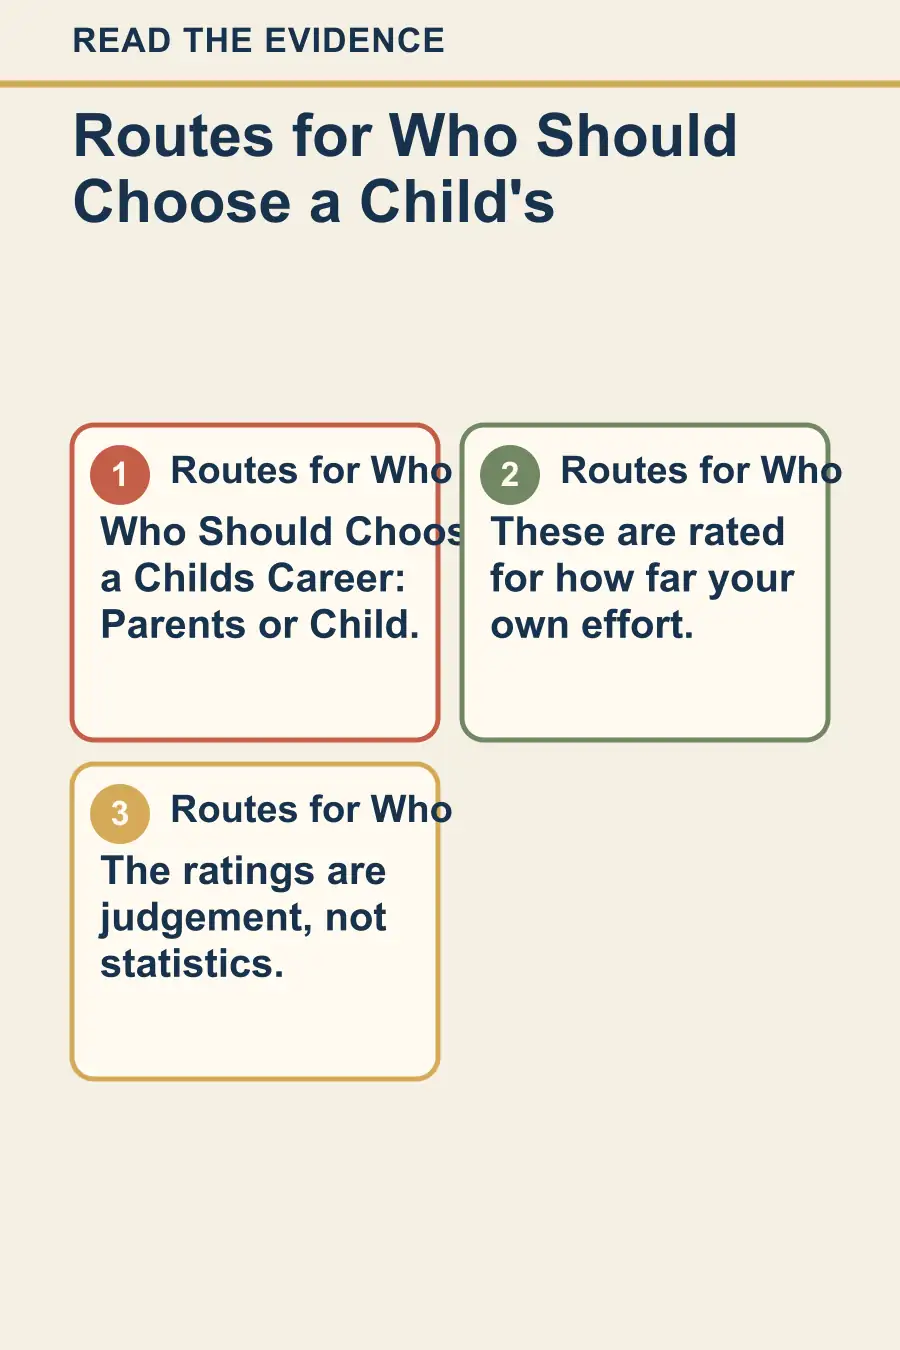 READ THE EVIDENCE
Routes for Who Should
Choose a Child's
1
Routes for Who
Who Should Choos
a Childs Career:
Parents or Child.
2
Routes for Who
These are rated
for how far your
own effort.
3
Routes for Who
The ratings are
judgement, not
statistics.